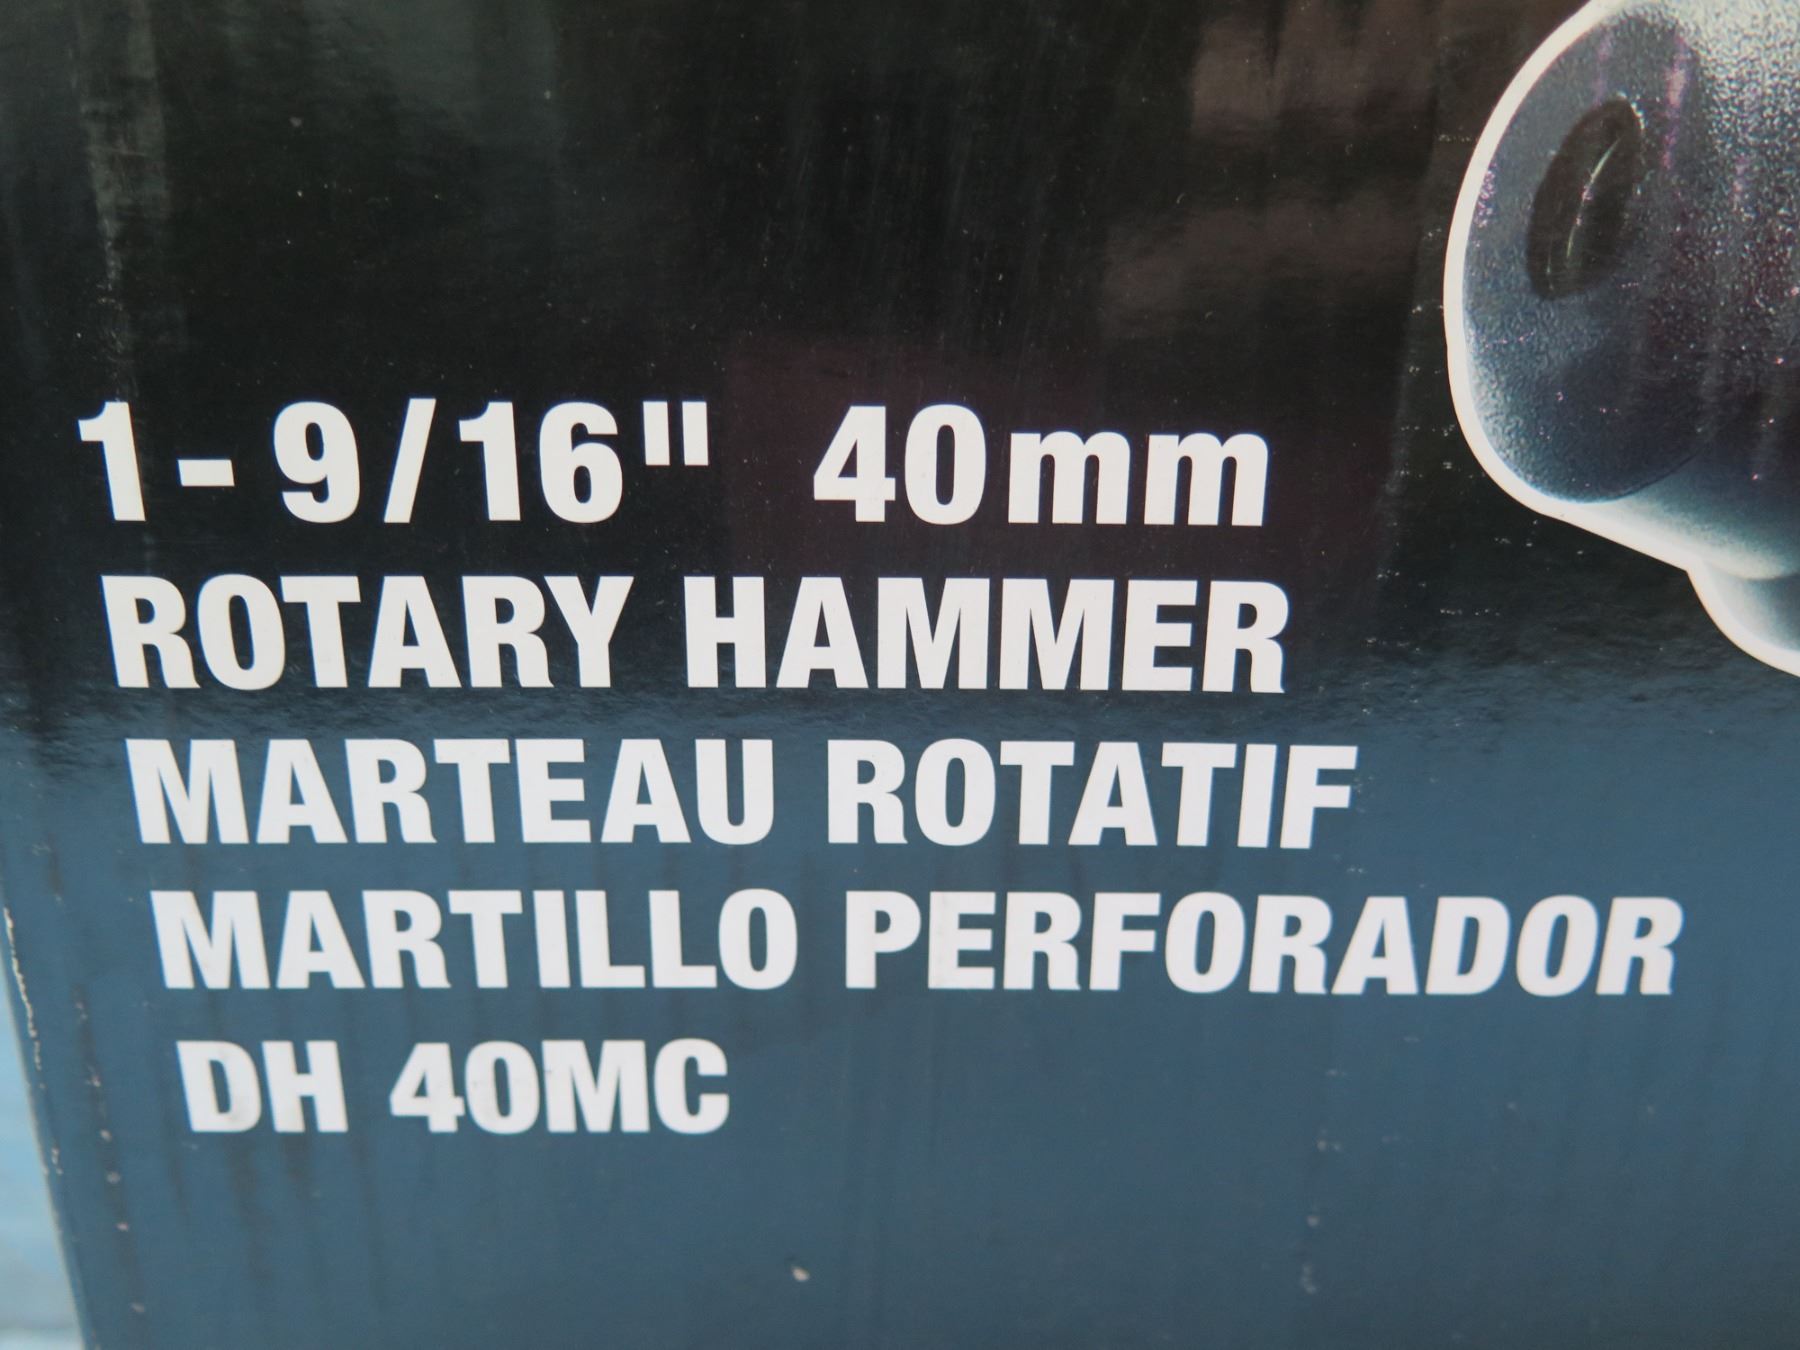 1-9/16" 40mm
ROTARY HAMMER
MARTEAU ROTATIF
MARTILLO PERFORADOR
DH 40MC